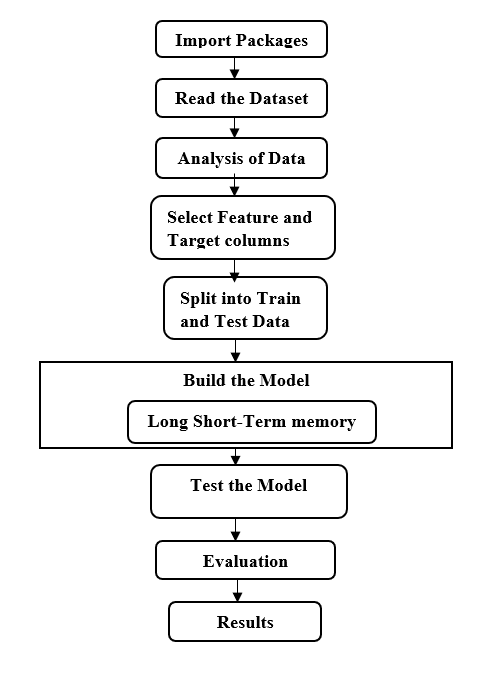 Import Packages
Read the Dataset
Analysis of Data
Select Feature and
Target columns
Split into Train
and Test Data
Build the Model
Long Short-Term memory
Test the Model
Evaluation
Results